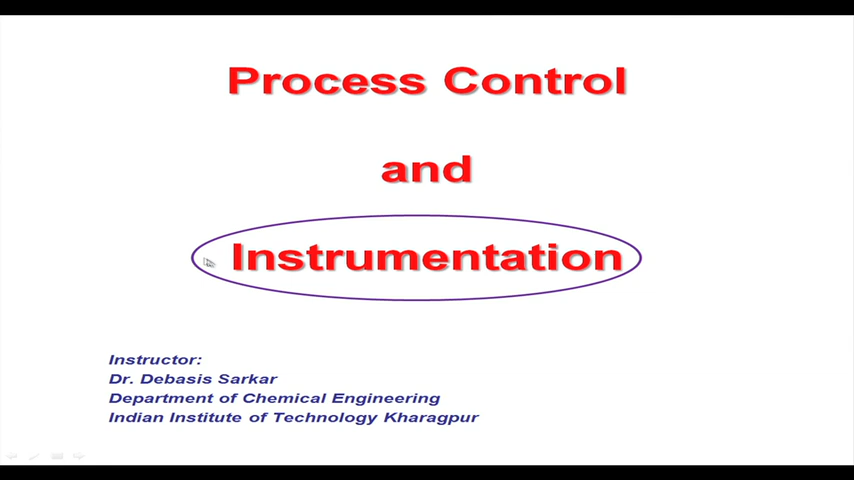 Process Control
and
Instrumentation
Instructor:
Dr. Debasis Sarkar
Department of Chemical Engineering
Indian Institute of Technology Kharagpur